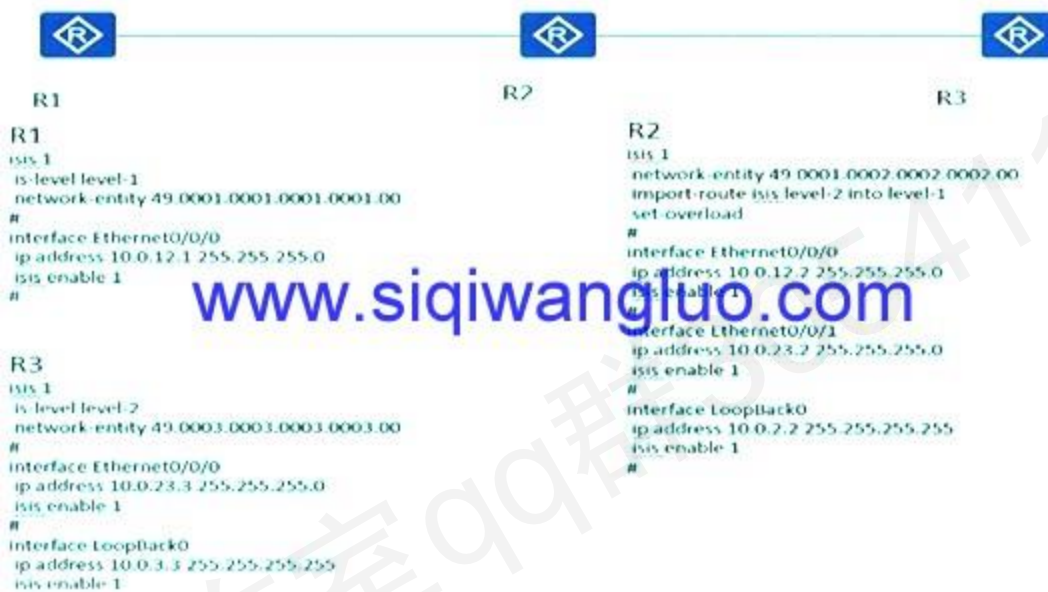 R1
R2
R3
R1
isis 1
is-level level-1
network-entity 49.0001.0001.0001.0001.00
#
interface Ethernet0/0/0
ip address 10.0.12.1 255.255.255.0
isis enable 1
#
R3
isis 1
is-level level-2
network-entity 49.0003.0003.0003.0003.00
#
interface Ethernet0/0/0
ip address 10.0.23.3 255.255.255.0
isis enable 1
#
interface LoopBack0
ip address 10.0.3.3 255.255.255.255
isis enable 1
R2
isis 1
network-entity 49.0001.0002.0002.0002.00
import-route isis level-2 into level-1
set-overload
#
interface Ethernet0/0/0
ip address 10.0.12.2 255.255.255.0
isis enable 1
#
interface Ethernet0/0/1
ip address 10.0.23.2 255.255.255.0
isis enable 1
#
interface LoopBack0
ip address 10.0.2.2 255.255.255.255
isis enable 1
#
www.siqiwangluo.com
qq群